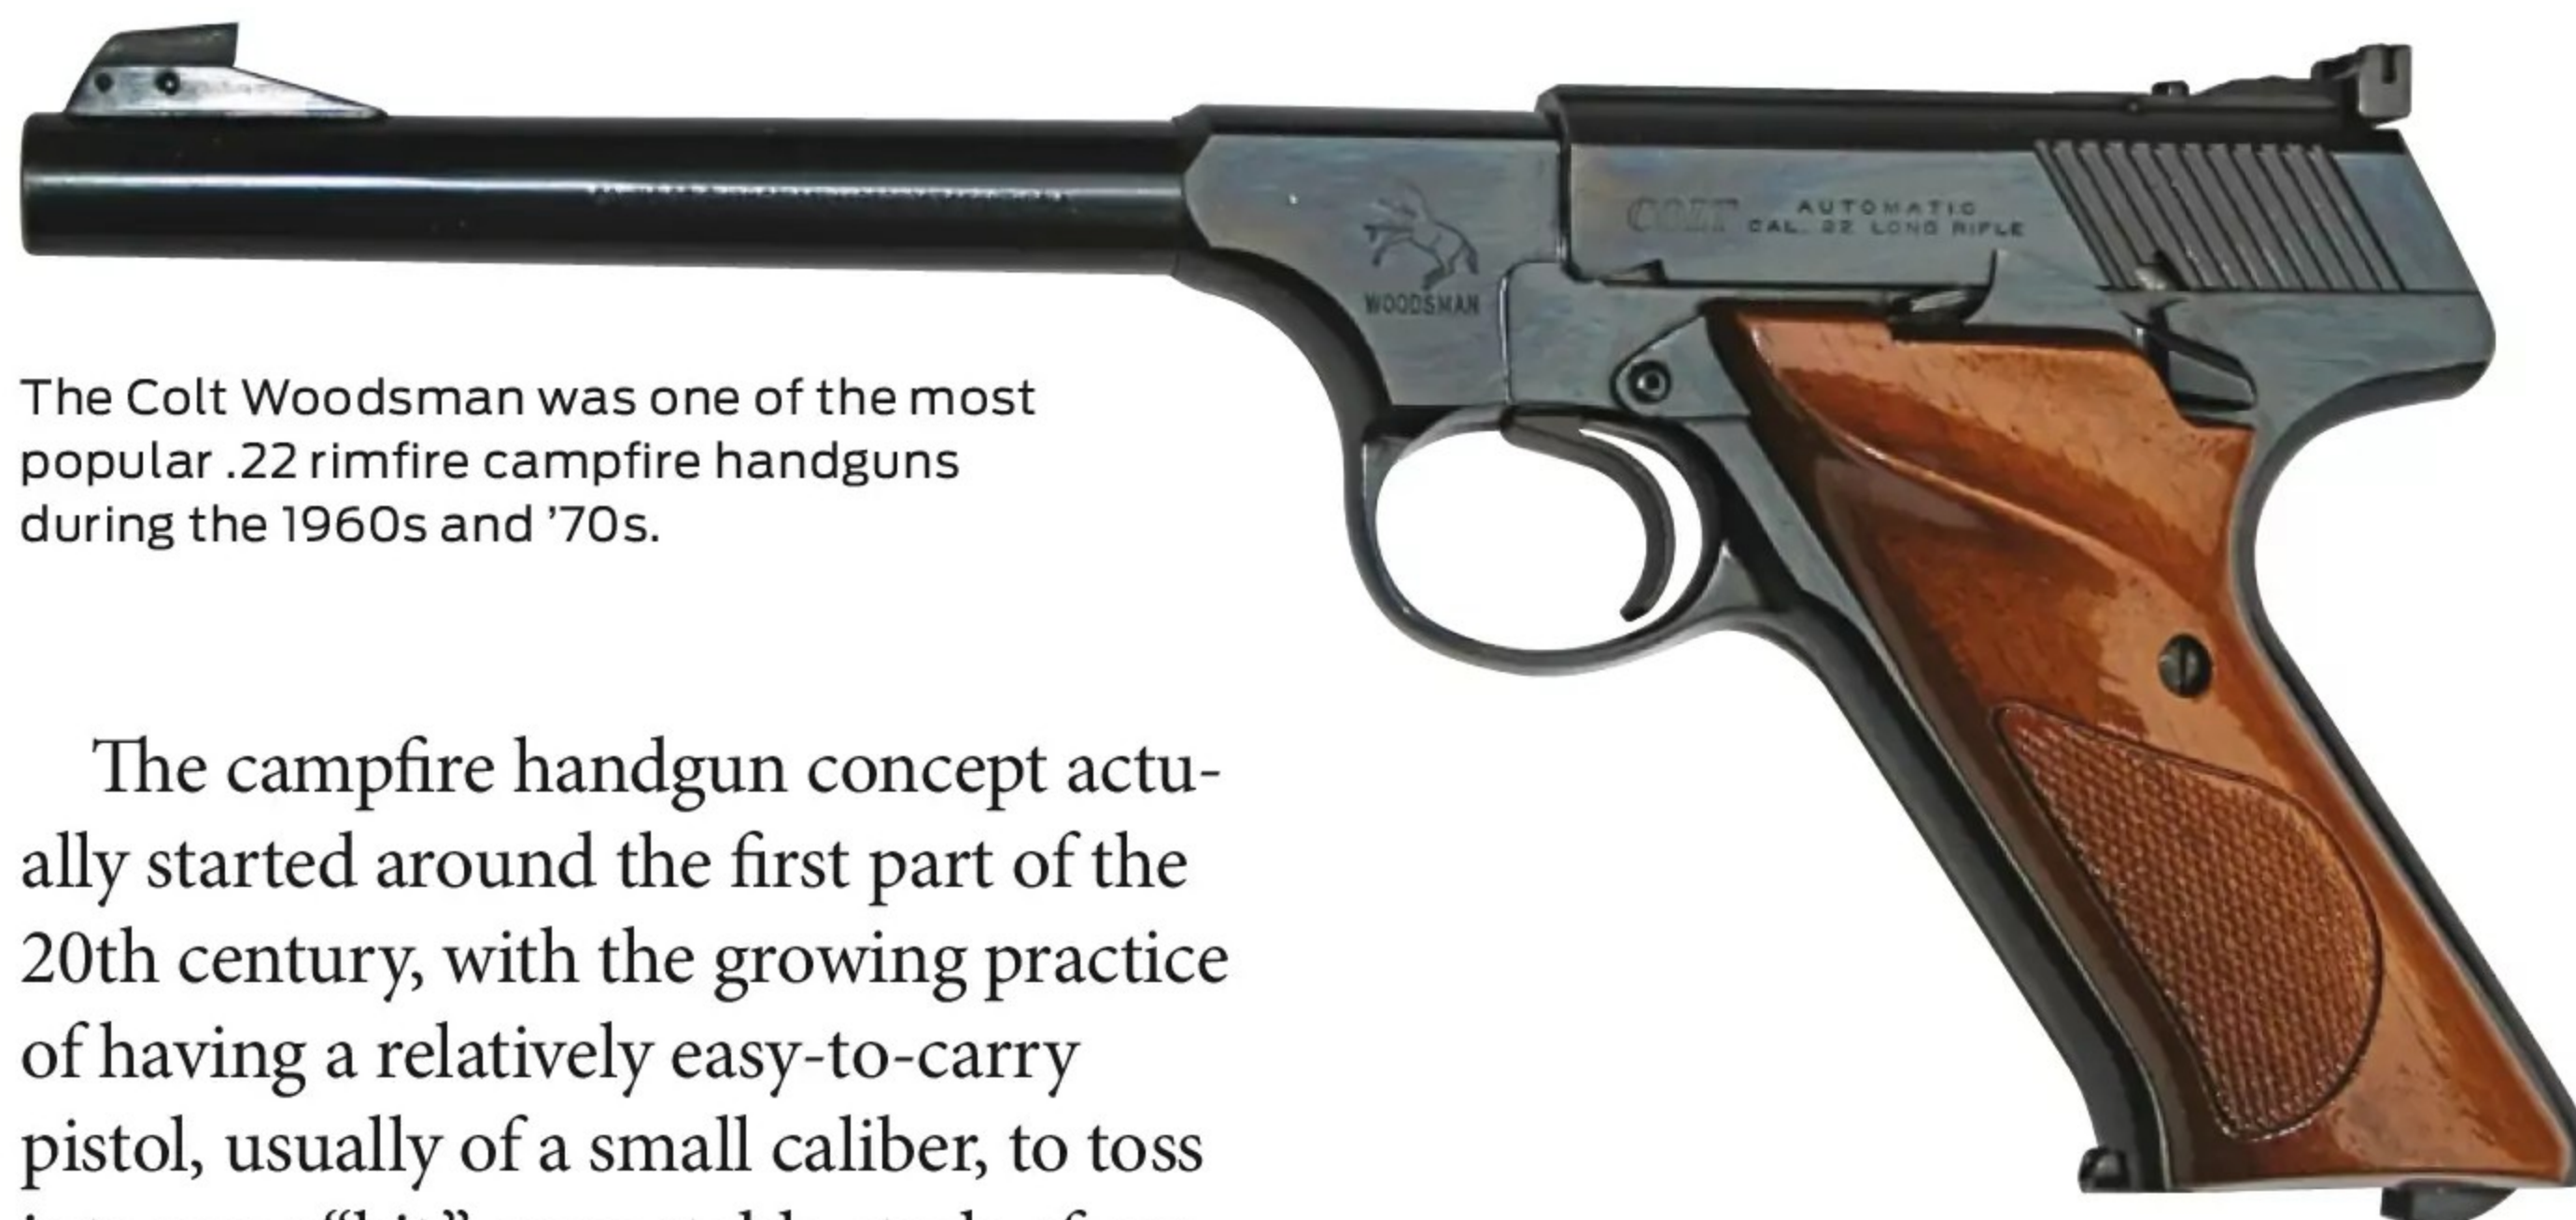 COLT AUTOMATIC
CAL. 22 LONG RIFLE
WOODSMAN
The Colt Woodsman was one of the most
popular .22 rimfire campfire handguns
during the 1960s and ’70s.
The campfire handgun concept actu-
ally started around the first part of the
20th century, with the growing practice
of having a relatively easy-to-carry
pistol, usually of a small caliber, to toss